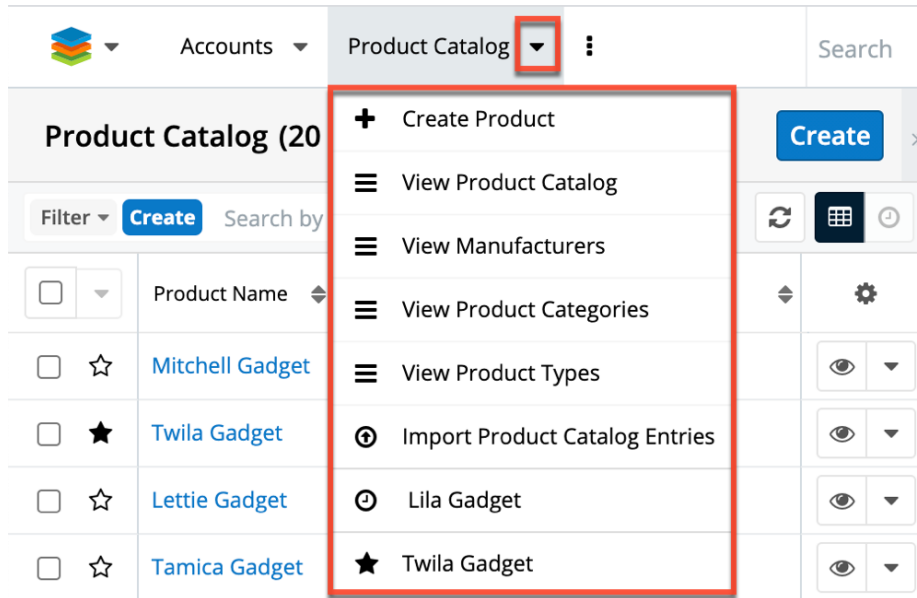 Accounts
Product Catalog
Search
Product Catalog (20
Create
Filter
Create
Search by
Product Name
Mitchell Gadget
Twila Gadget
Lettie Gadget
Tamica Gadget
Create Product
View Product Catalog
View Manufacturers
View Product Categories
View Product Types
Import Product Catalog Entries
Lila Gadget
Twila Gadget